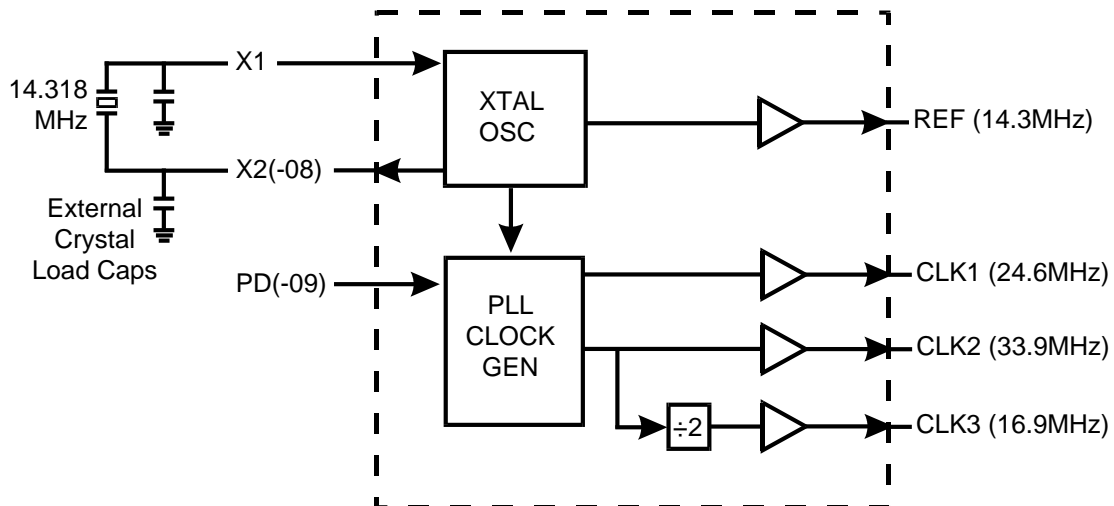 X1
14.318
MHz
XTAL
OSC
REF (14.3MHz)
X2(-08)
External
Crystal
Load Caps
PD(-09)
PLL
CLOCK
GEN
CLK1 (24.6MHz)
CLK2 (33.9MHz)
÷2
CLK3 (16.9MHz)